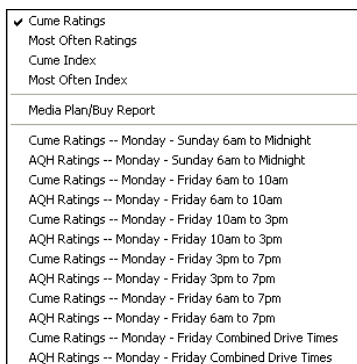 Cume Ratings
Most Often Ratings
Cume Index
Most Often Index
Media Plan/Buy Report
Cume Ratings -- Monday - Sunday 6am to Midnight
AQH Ratings -- Monday - Sunday 6am to Midnight
Cume Ratings -- Monday - Friday 6am to 10am
AQH Ratings -- Monday - Friday 6am to 10am
Cume Ratings -- Monday - Friday 10am to 3pm
AQH Ratings -- Monday - Friday 10am to 3pm
Cume Ratings -- Monday - Friday 3pm to 7pm
AQH Ratings -- Monday - Friday 3pm to 7pm
Cume Ratings -- Monday - Friday 6am to 7pm
AQH Ratings -- Monday - Friday 6am to 7pm
Cume Ratings -- Monday - Friday Combined Drive Times
AQH Ratings -- Monday - Friday Combined Drive Times